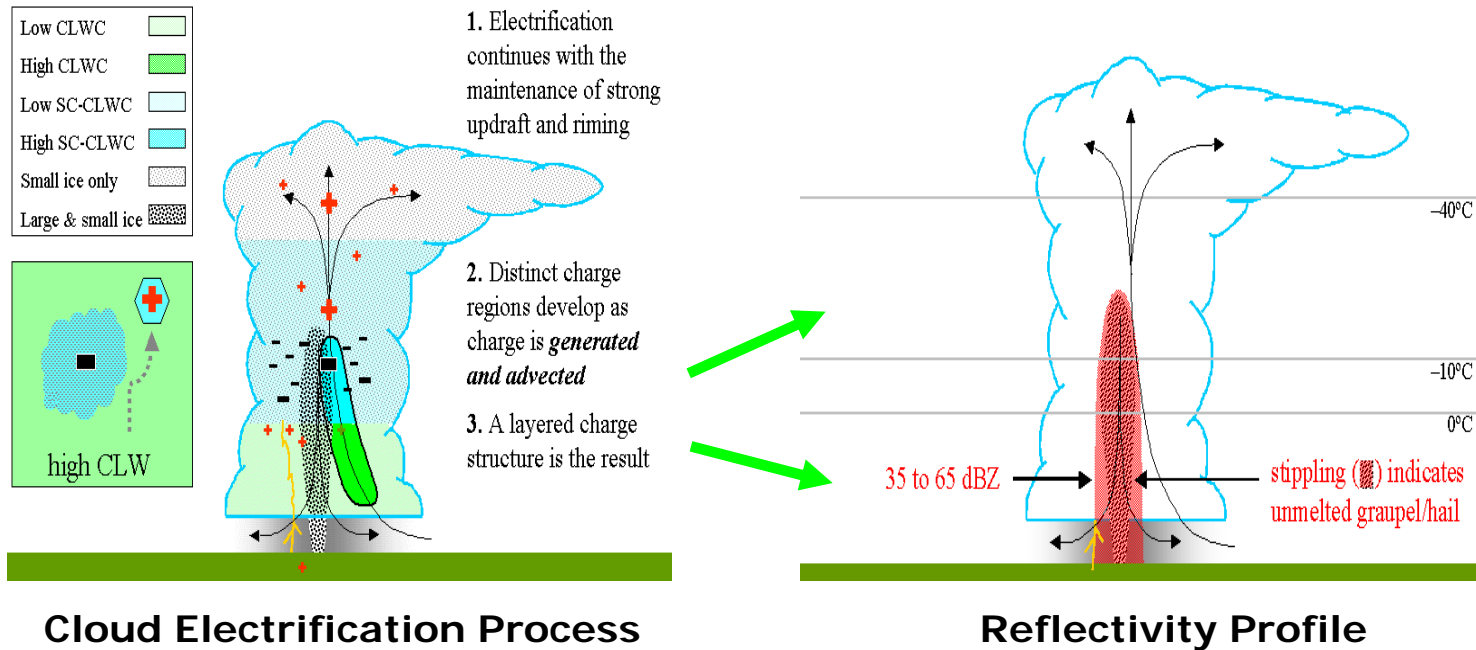 Low CLWC
High CLWC
Low SC-CLWC
High SC-CLWC
Small ice only
Large & small ice
high CLW
1. Electrification
continues with the
maintenance of strong
updraft and riming
2. Distinct charge
regions develop as
charge is generated
and advected
3. A layered charge
structure is the result
–40ºC
–10ºC
0ºC
35 to 65 dBZ
stippling ( ) indicates
unmelted graupel/hail
Cloud Electrification Process
Reflectivity Profile